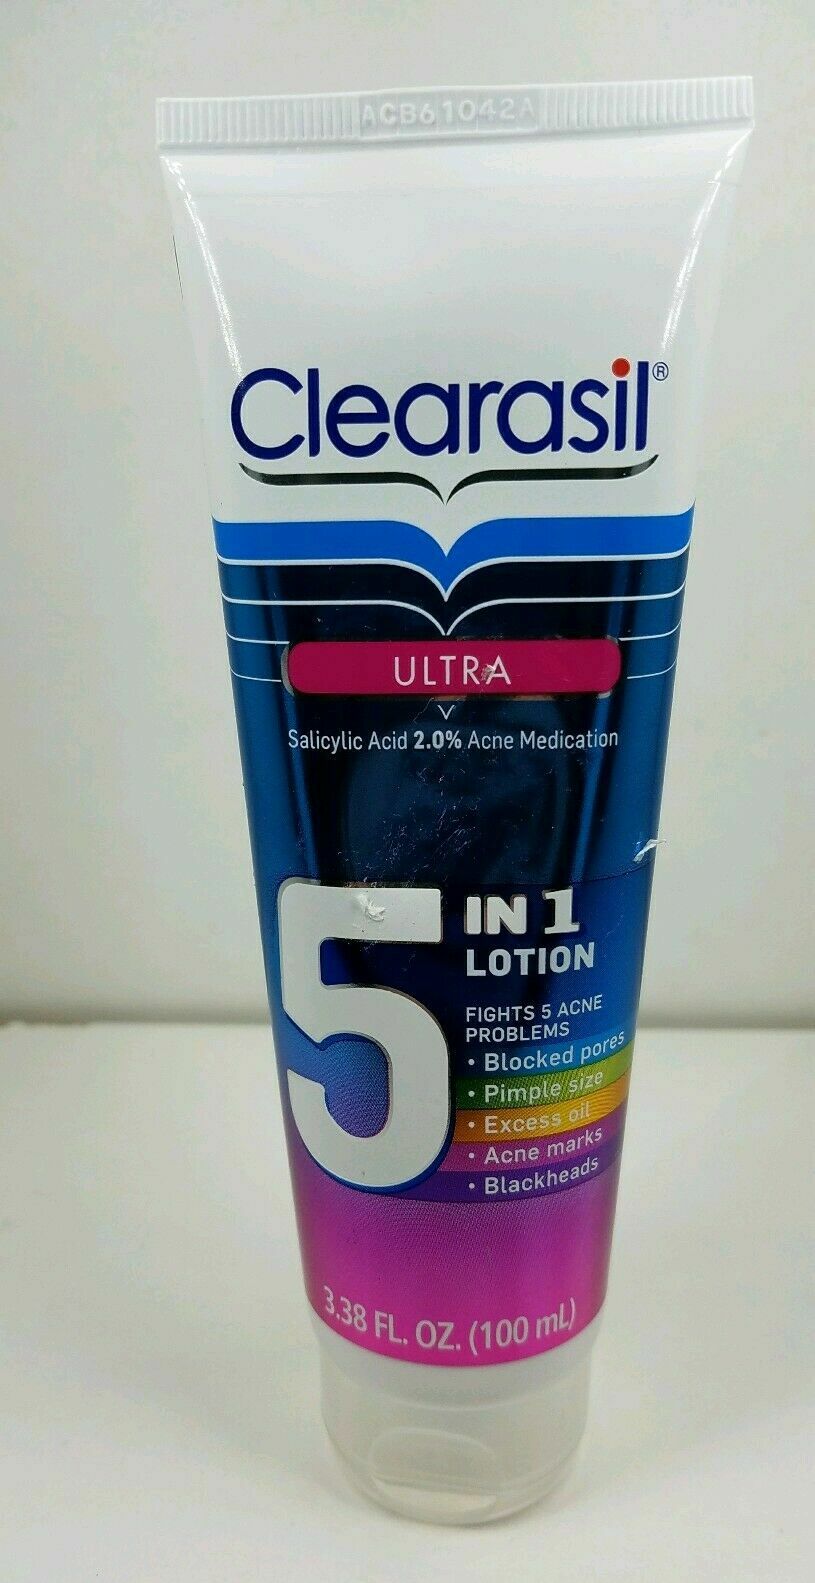 ACB61042A
Clearasil®
ULTRA
Salicylic Acid 2.0% Acne Medication
5 IN 1
LOTION
FIGHTS 5 ACNE
PROBLEMS
• Blocked pores
• Pimple size
• Excess oil
• Acne marks
• Blackheads
3.38 FL. OZ. (100 mL)